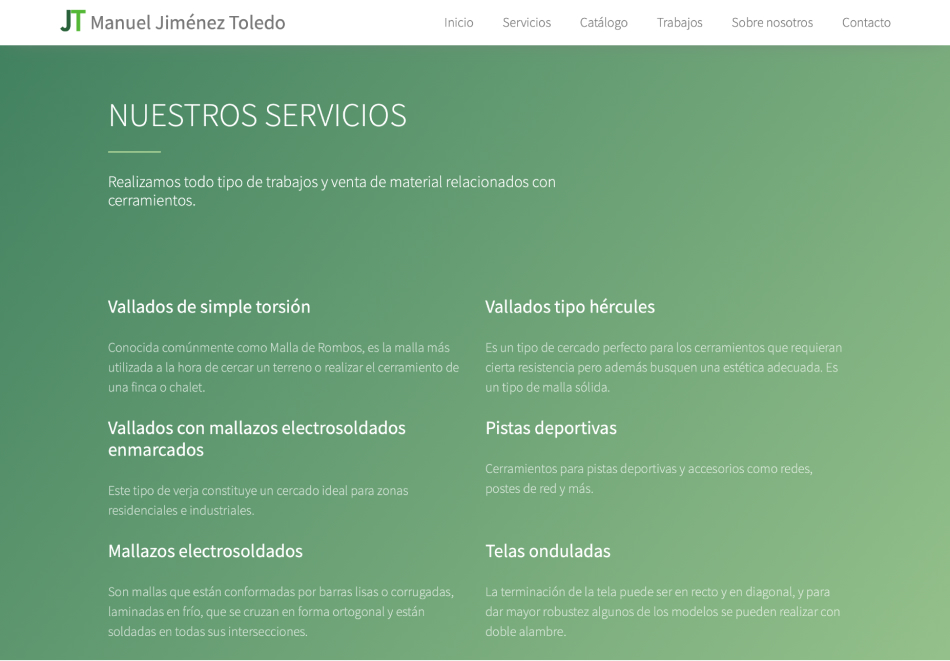 JT Manuel Jiménez Toledo
Inicio Servicios Catálogo Trabajos Sobre nosotros Contacto
NUESTROS SERVICIOS
Realizamos todo tipo de trabajos y venta de material relacionados con
cerramientos.
Vallados de simple torsión
Conocida comúnmente como Malla de Rombos, es la malla más
utilizada a la hora de cercar un terreno o realizar el cerramiento de
una finca o chalet.
Vallados tipo hércules
Es un tipo de cercado perfecto para los cerramientos que requieran
cierta resistencia pero además busquen una estética adecuada. Es
un tipo de malla sólida.
Vallados con mallazos electrosoldados
enmarcados
Este tipo de verja constituye un cercado ideal para zonas
residenciales e industriales.
Pistas deportivas
Cerramientos para pistas deportivas y accesorios como redes,
postes de red y más.
Mallazos electrosoldados
Son mallas que están conformadas por barras lisas o corrugadas,
laminadas en frío, que se cruzan en forma ortogonal y están
soldadas en todas sus intersecciones.
Telas onduladas
La terminación de la tela puede ser en recto y en diagonal, y para
dar mayor robustez algunos de los modelos se pueden realizar con
doble alambre.